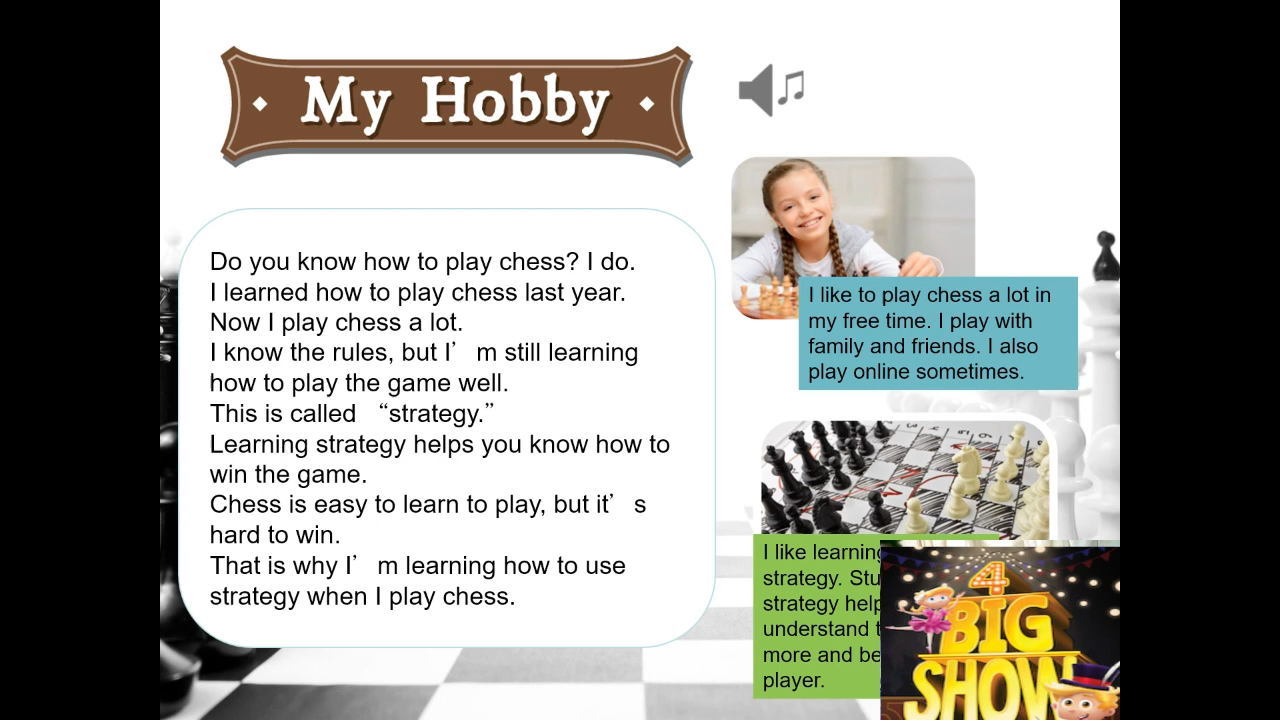 My Hobby
Do you know how to play chess? I do.
I learned how to play chess last year.
Now I play chess a lot.
I know the rules, but I’m still learning
how to play the game well.
This is called “strategy.”
Learning strategy helps you know how to
win the game.
Chess is easy to learn to play, but it’s
hard to win.
That is why I’m learning how to use
strategy when I play chess.
I like to play chess a lot in
my free time. I play with
family and friends. I also
play online sometimes.
I like learning
strategy.
strategy
understand
more and
player.
4
BIG
SHOW